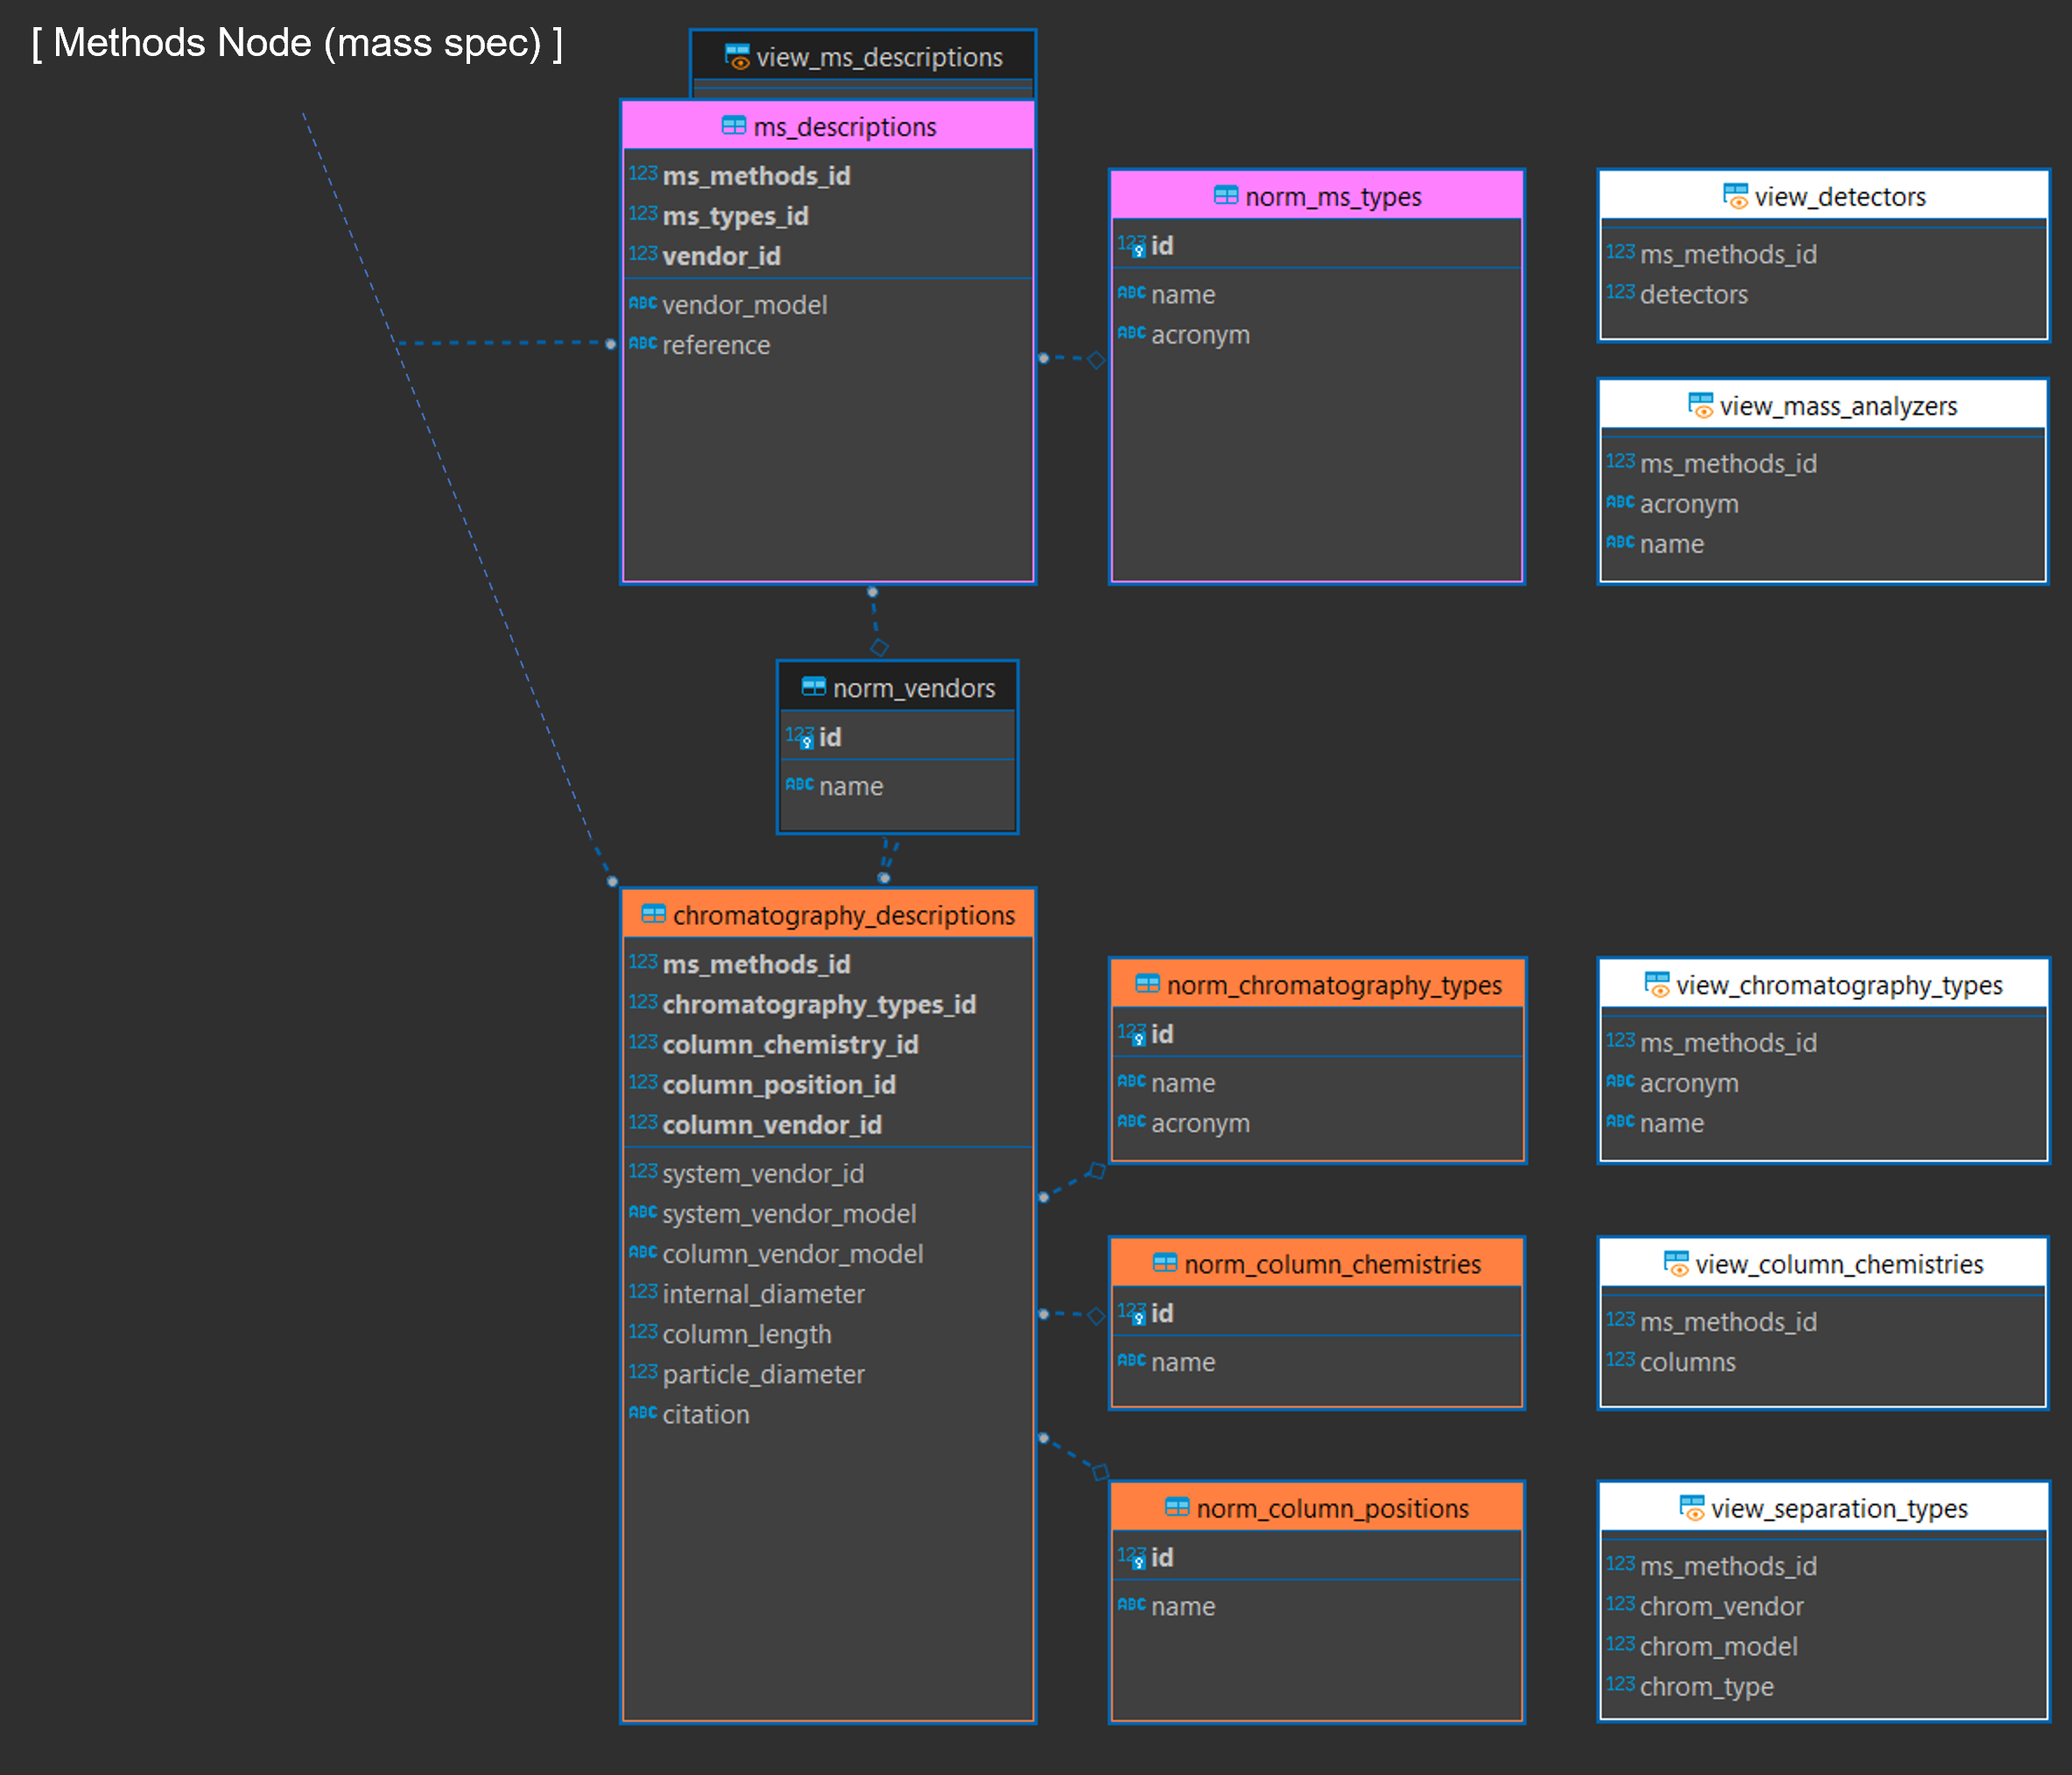 [ Methods Node (mass spec) ]
view_ms_descriptions
ms_descriptions
123 ms_methods_id
123 ms_types_id
123 vendor_id
ABC vendor_model
ABC reference
norm_ms_types
123 id
ABC name
ABC acronym
view_detectors
123 ms_methods_id
123 detectors
view_mass_analyzers
123 ms_methods_id
ABC acronym
ABC name
norm_vendors
123 id
ABC name
chromatography_descriptions
123 ms_methods_id
123 chromatography_types_id
123 column_chemistry_id
123 column_position_id
123 column_vendor_id
123 system_vendor_id
ABC system_vendor_model
ABC column_vendor_model
123 internal_diameter
123 column_length
123 particle_diameter
ABC citation
norm_chromatography_types
123 id
ABC name
ABC acronym
view_chromatography_types
123 ms_methods_id
ABC acronym
ABC name
norm_column_chemistries
123 id
ABC name
view_column_chemistries
123 ms_methods_id
123 columns
norm_column_positions
123 id
ABC name
view_separation_types
123 ms_methods_id
123 chrom_vendor
123 chrom_model
123 chrom_type